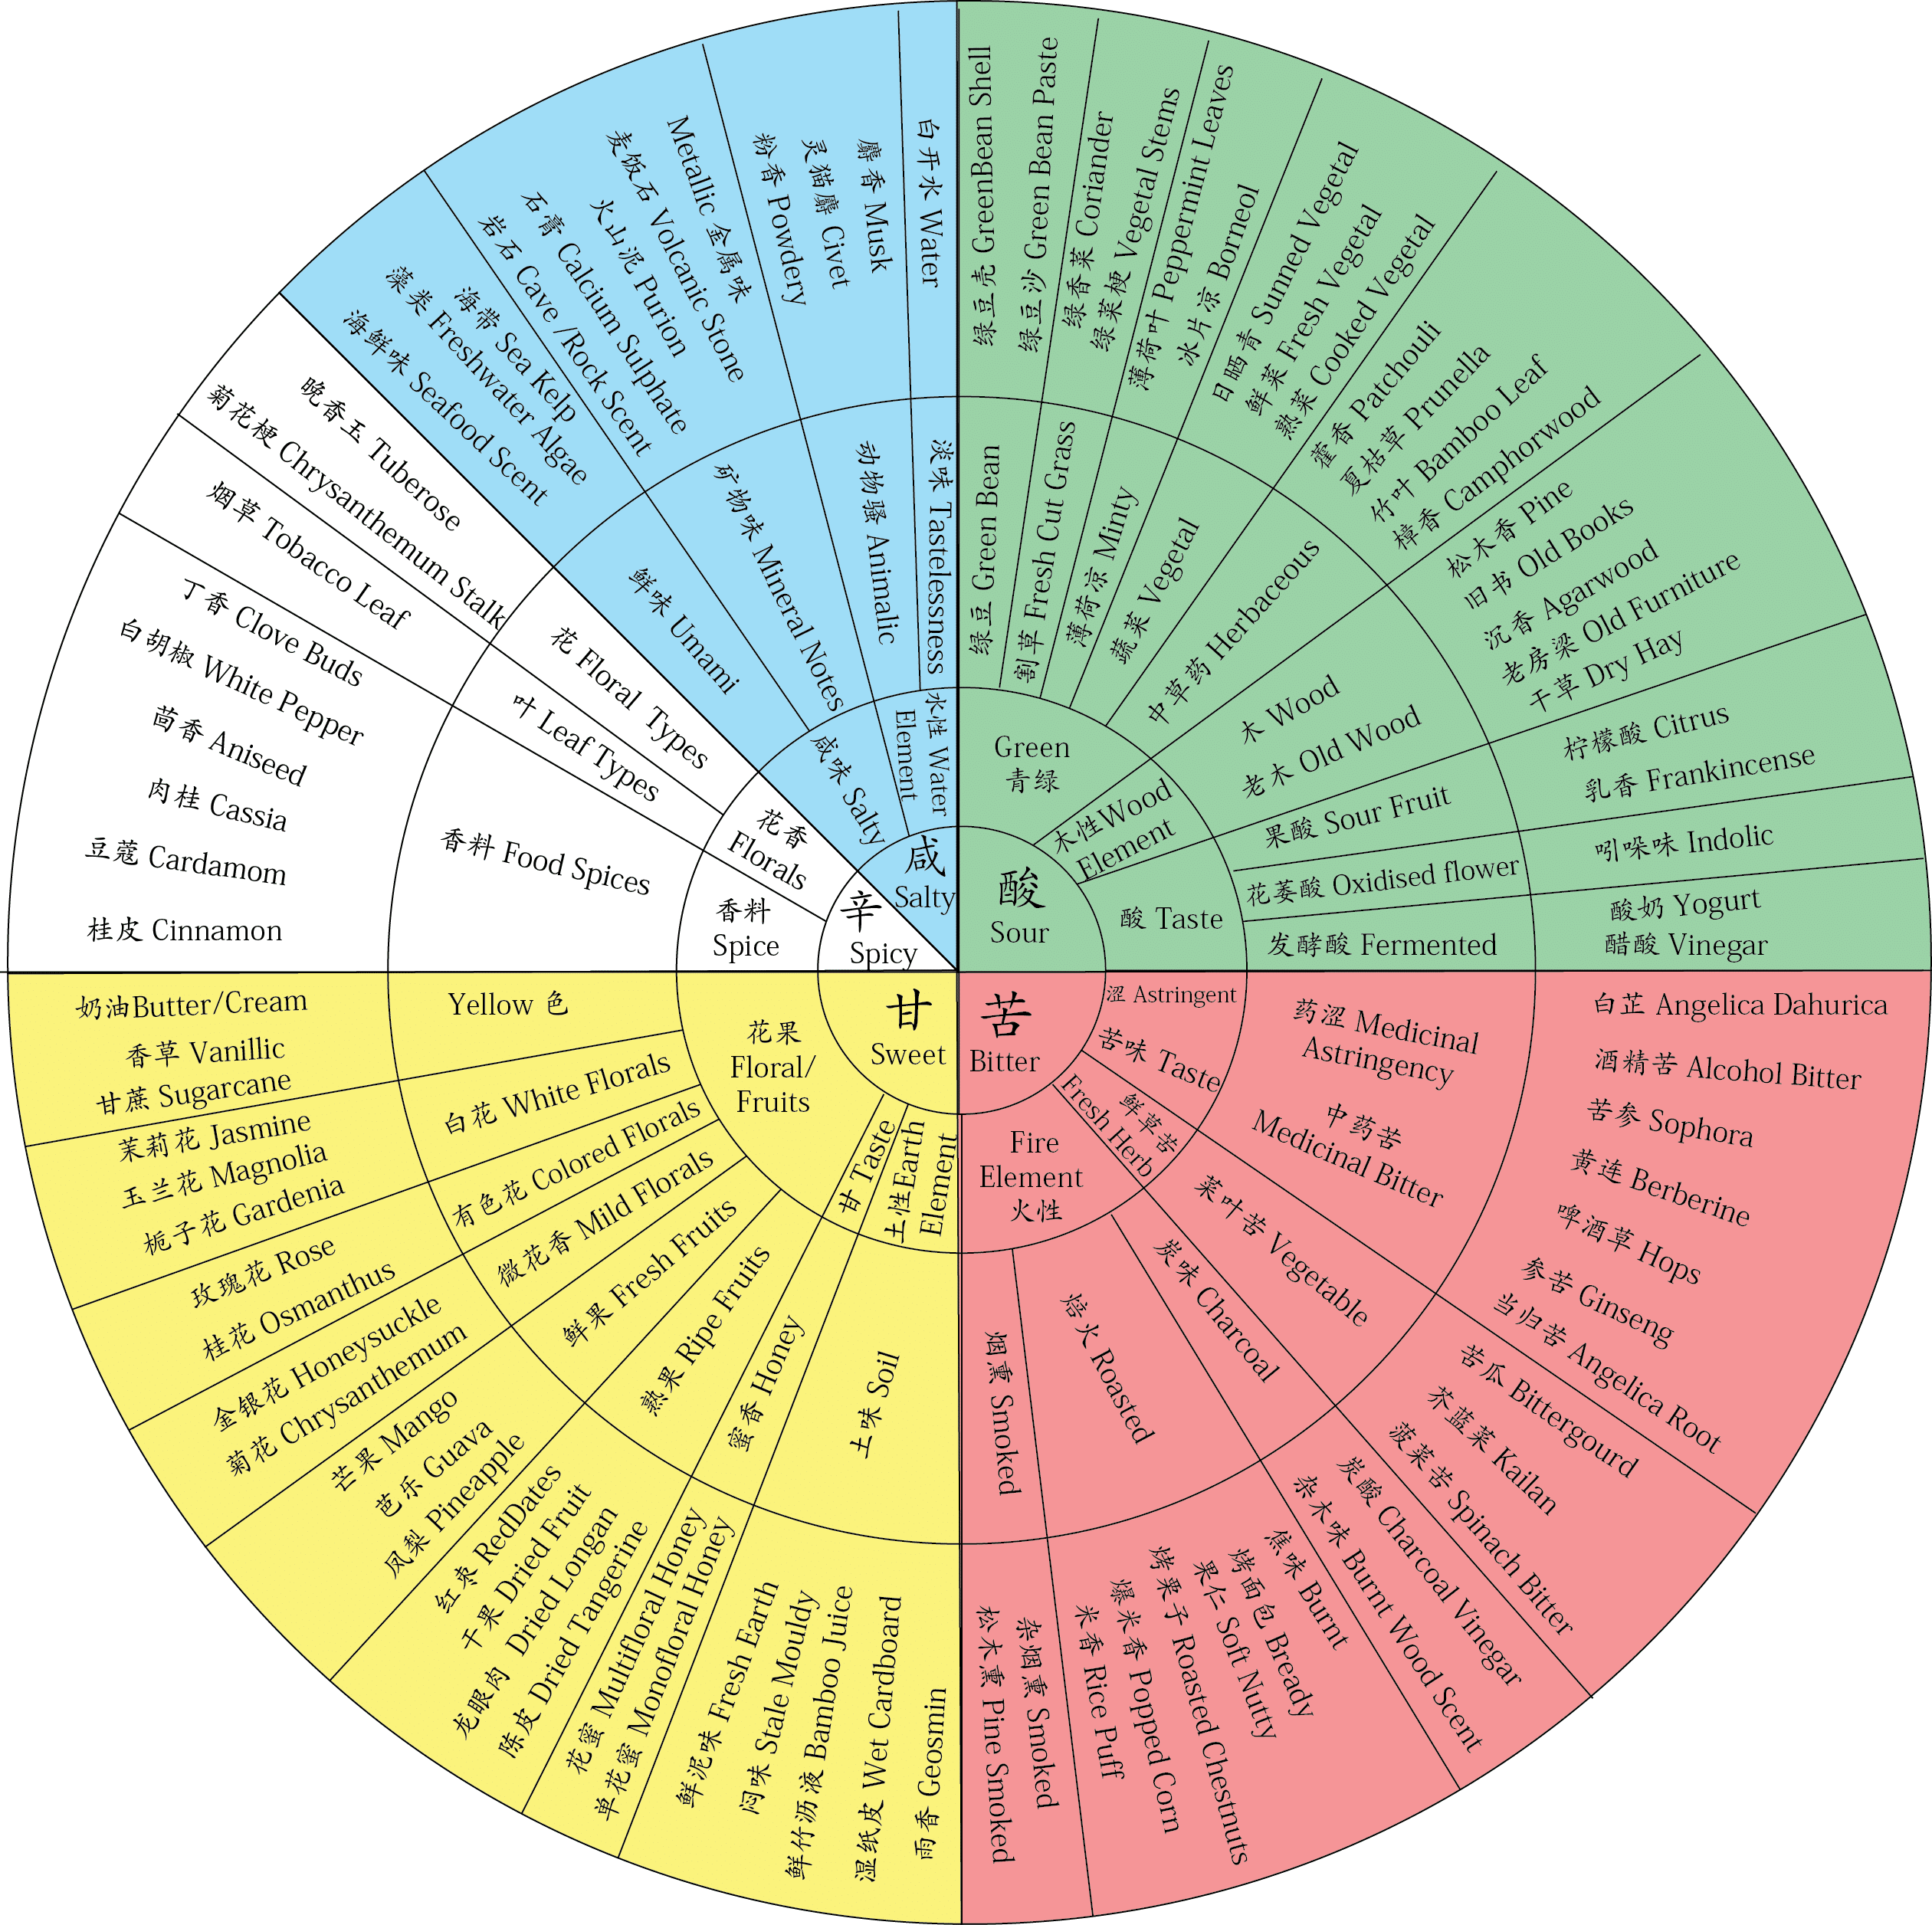 酸
Sour
Green
青绿
木性Wood
Element
酸 Taste
绿豆 Green Bean
割草 Fresh Cut Grass
薄荷凉 Minty
蔬菜 Vegetal
中草药 Herbaceous
木 Wood
老木 Old Wood
果酸 Sour Fruit
花萎酸 Oxidised flower
发酵酸 Fermented
绿豆壳 GreenBean Shell
绿豆沙 Green Bean Paste
绿香菜 Coriander
绿菜梗 Vegetal Stems
薄荷叶 Peppermint Leaves
冰片凉 Borneol
日晒青 Sunned Vegetal
鲜菜 Fresh Vegetal
熟菜 Cooked Vegetal
藿香 Patchouli
夏枯草 Prunella
竹叶 Bamboo Leaf
樟香 Camphorwood
松木香 Pine
旧书 Old Books
沉香 Agarwood
老房梁 Old Furniture
干草 Dry Hay
柠檬酸 Citrus
乳香 Frankincense
吲哚味 Indolic
酸奶 Yogurt
醋酸 Vinegar
苦
Bitter
涩 Astringent
苦味 Taste
鲜草苦
Fresh Herb
Fire
Element
火性
药涩 Medicinal
Astringency
中药苦
Medicinal Bitter
菜叶苦 Vegetable
炭味 Charcoal
焙火 Roasted
烟熏 Smoked
白芷 Angelica Dahurica
酒精苦 Alcohol Bitter
苦参 Sophora
黄连 Berberine
啤酒草 Hops
参苦 Ginseng
当归苦 Angelica Root
苦瓜 Bittergourd
芥蓝菜 Kailan
菠菜苦 Spinach Bitter
炭酸 Charcoal Vinegar
杂木味 Burnt Wood Scent
焦味 Burnt
烤面包 Bready
果仁 Soft Nutty
烤栗子 Roasted Chestnuts
爆米香 Popped Corn
米香 Rice Puff
杂烟熏 Smoked
松木熏 Pine Smoked
甘
Sweet
土性Earth
Element
甘 Taste
花果
Floral/
Fruits
土味 Soil
蜜香 Honey
熟果 Ripe Fruits
鲜果 Fresh Fruits
微花香 Mild Florals
有色花 Colored Florals
白花 White Florals
Yellow 色
雨香 Geosmin
湿纸皮 Wet Cardboard
鲜竹沥液 Bamboo Juice
闷味 Stale Mouldy
鲜泥味 Fresh Earth
单花蜜 Monofloral Honey
花蜜 Multifloral Honey
陈皮 Dried Tangerine
龙眼肉 Dried Longan
干果 Dried Fruit
红枣 RedDates
凤梨 Pineapple
芭乐 Guava
芒果 Mango
菊花 Chrysanthemum
金银花 Honeysuckle
桂花 Osmanthus
玫瑰花 Rose
栀子花 Gardenia
玉兰花 Magnolia
茉莉花 Jasmine
甘蔗 Sugarcane
香草 Vanillic
奶油Butter/Cream
辛
Spicy
香料
Spice
花香
Florals
香料 Food Spices
叶 Leaf Types
花 Floral Types
桂皮 Cinnamon
豆蔻 Cardamom
肉桂 Cassia
茴香 Aniseed
白胡椒 White Pepper
丁香 Clove Buds
烟草 Tobacco Leaf
菊花梗 Chrysanthemum Stalk
晚香玉 Tuberose
咸
Salty
咸味 Salty
水性 Water
Element
鲜味 Umami
矿物味 Mineral Notes
动物骚 Animalic
淡味 Tastelessness
海鲜味 Seafood Scent
藻类 Freshwater Algae
海带 Sea Kelp
岩石 Cave /Rock Scent
石膏 Calcium Sulphate
火山泥 Purion
麦饭石 Volcanic Stone
Metallic 金属味
粉香 Powdery
灵猫麝 Civet
麝香 Musk
白开水 Water